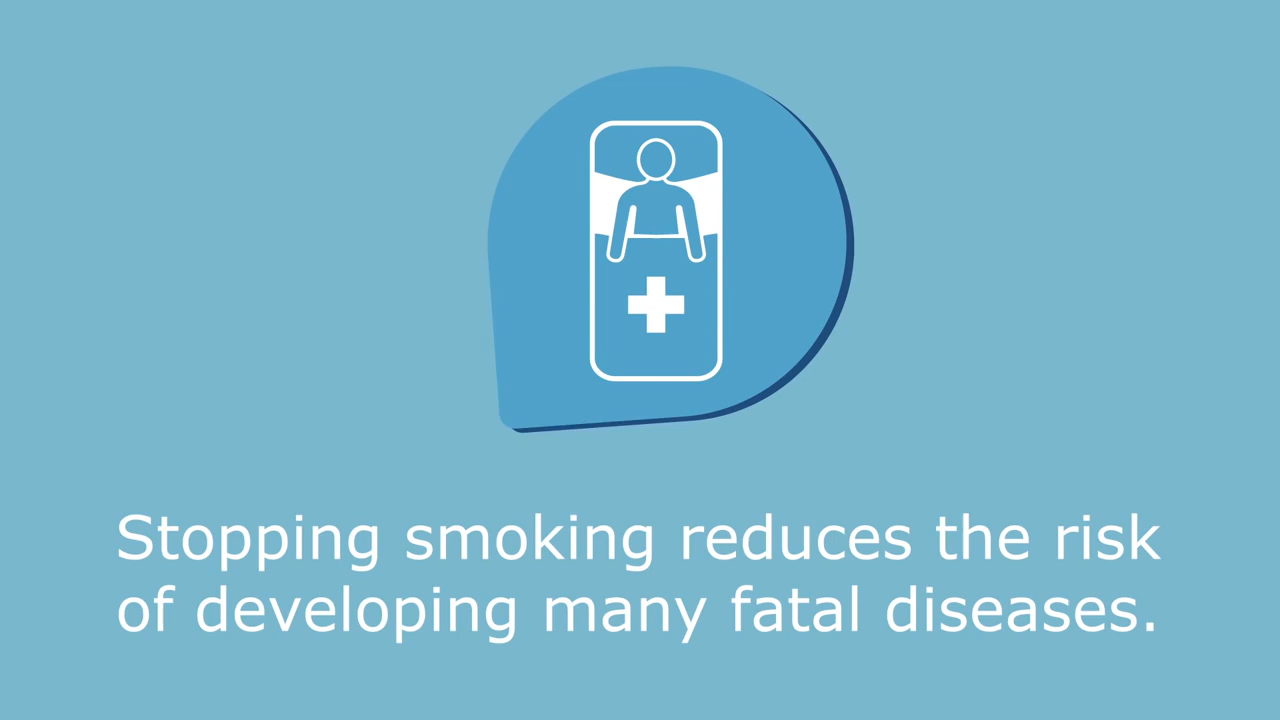 Stopping smoking reduces the risk
of developing many fatal diseases.